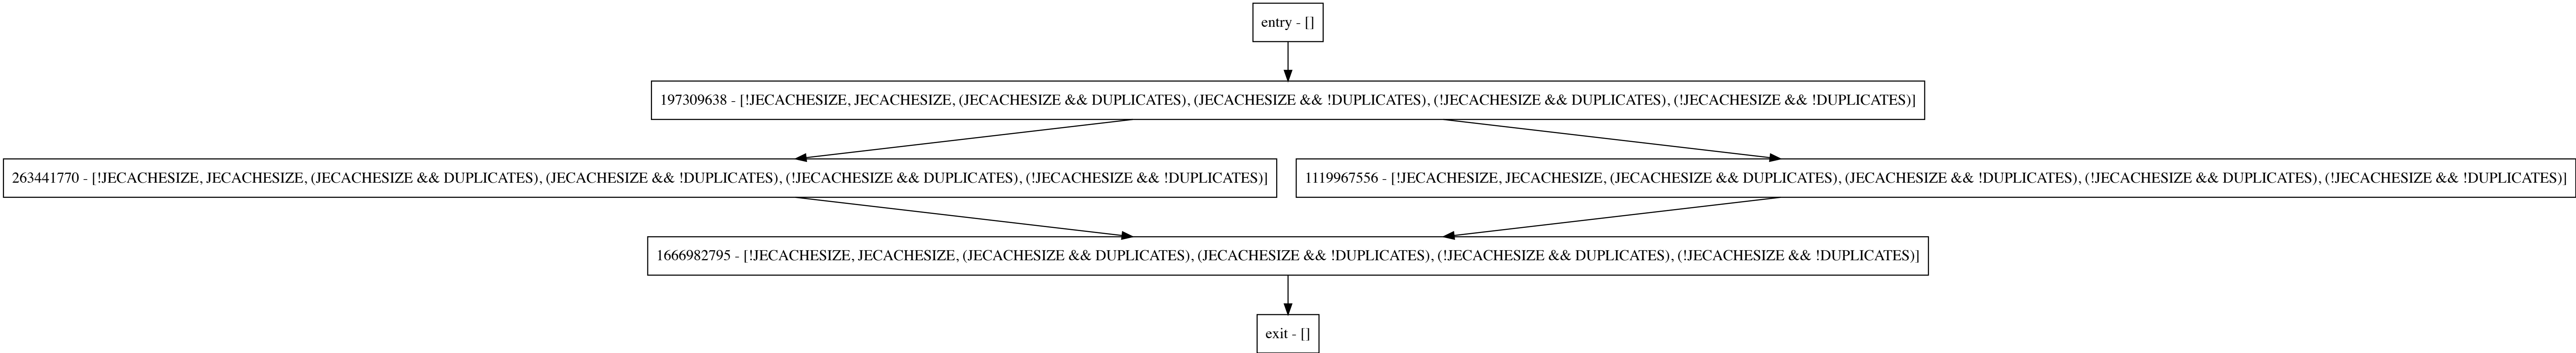 entry - []
197309638 - [!JECACHESIZE, JECACHESIZE, (JECACHESIZE && DUPLICATES), (JECACHESIZE && !DUPLICATES), (!JECACHESIZE && DUPLICATES), (!JECACHESIZE && !DUPLICATES)]
263441770 - [!JECACHESIZE, JECACHESIZE, (JECACHESIZE && DUPLICATES), (JECACHESIZE && !DUPLICATES), (!JECACHESIZE && DUPLICATES), (!JECACHESIZE && !DUPLICATES)]
1119967556 - [!JECACHESIZE, JECACHESIZE, (JECACHESIZE && DUPLICATES), (JECACHESIZE && !DUPLICATES), (!JECACHESIZE && DUPLICATES), (!JECACHESIZE && !DUPLICATES)]
1666982795 - [!JECACHESIZE, JECACHESIZE, (JECACHESIZE && DUPLICATES), (JECACHESIZE && !DUPLICATES), (!JECACHESIZE && DUPLICATES), (!JECACHESIZE && !DUPLICATES)]
exit - []